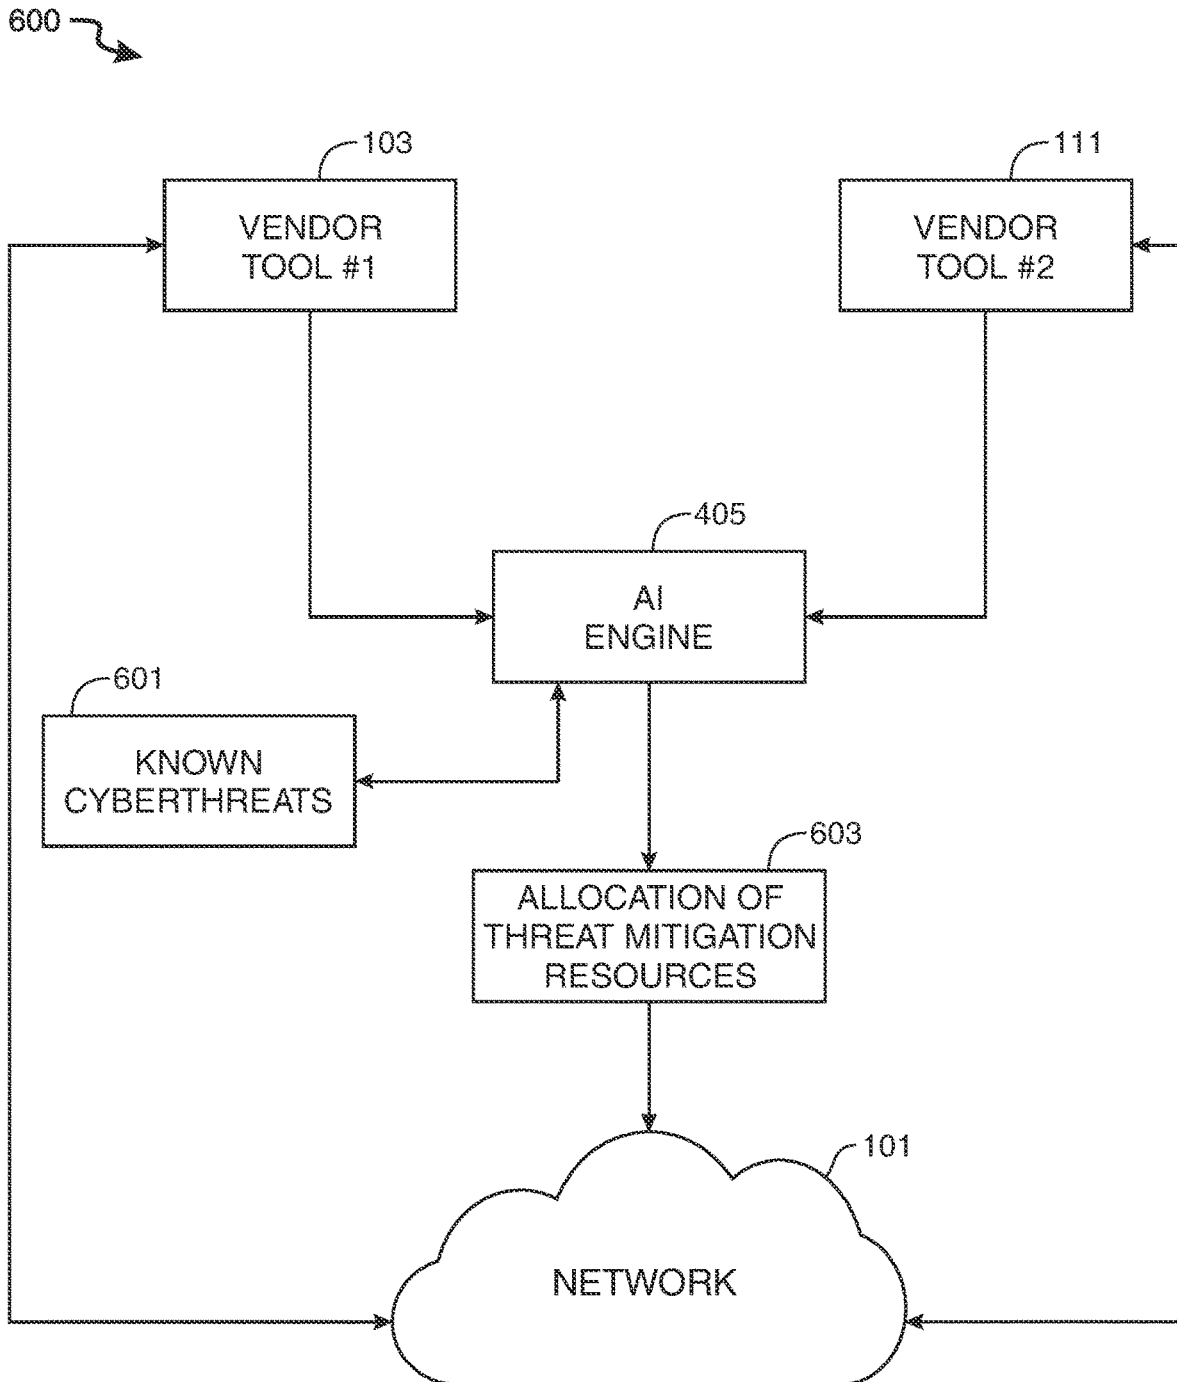 600
103
111
VENDOR
TOOL #1
VENDOR
TOOL #2
405
AI
ENGINE
601
KNOWN
CYBERTHREATS
603
ALLOCATION OF
THREAT MITIGATION
RESOURCES
101
NETWORK